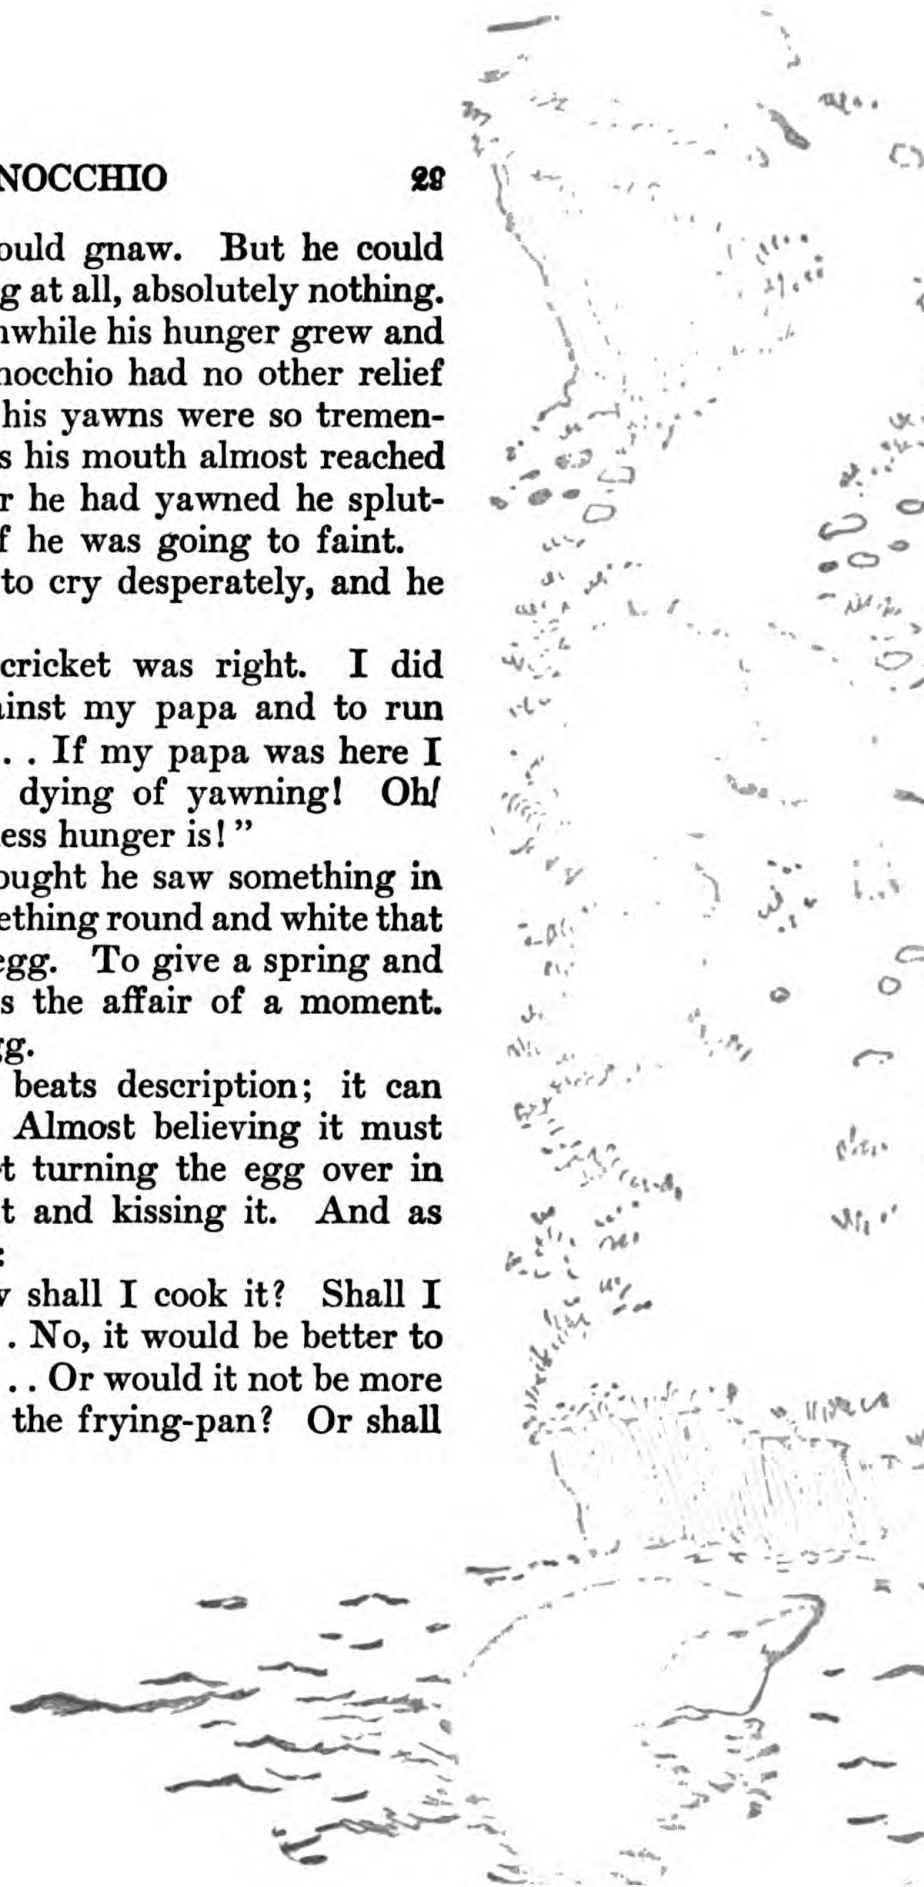 NOCCHIO 29
ould gnaw. But he could
g at all, absolutely nothing.
nwhile his hunger grew and
nocchio had no other relief
his yawns were so tremen-
s his mouth almost reached
r he had yawned he splut-
f he was going to faint.
to cry desperately, and he
cricket was right. I did
ainst my papa and to run
. . If my papa was here I
dying of yawning! Oh!
ess hunger is!"
ought he saw something in
ething round and white that
egg. To give a spring and
s the affair of a moment.
gg.
beats description; it can
Almost believing it must
t turning the egg over in
t and kissing it. And as
:
w shall I cook it? Shall I
. No, it would be better to
. . Or would it not be more
the frying-pan? Or shall